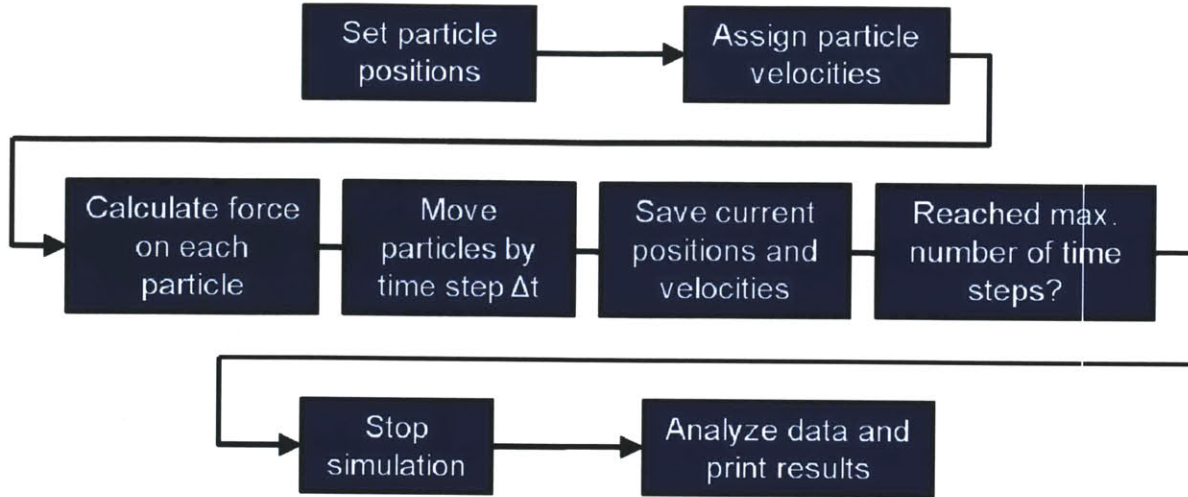 Set particle
positions
Assign particle
velocities
Calculate force
on each
particle
Move
particles by
time step Δt
Save current
positions and
velocities
Reached max.
number of time
steps?
Stop
simulation
Analyze data and
print results